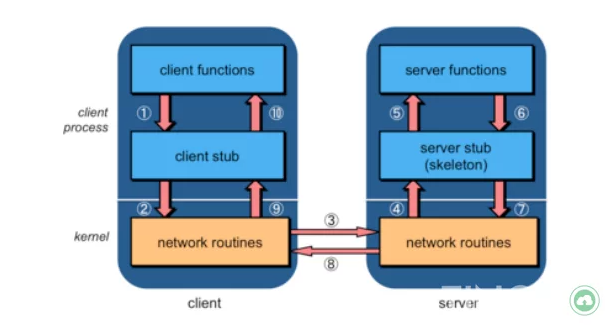 client functions
server functions
client
process
①
⑩
⑤
⑥
client stub
server stub
(skeleton)
②
⑨
④
⑦
kernel
③
network routines
network routines
⑧
client
server